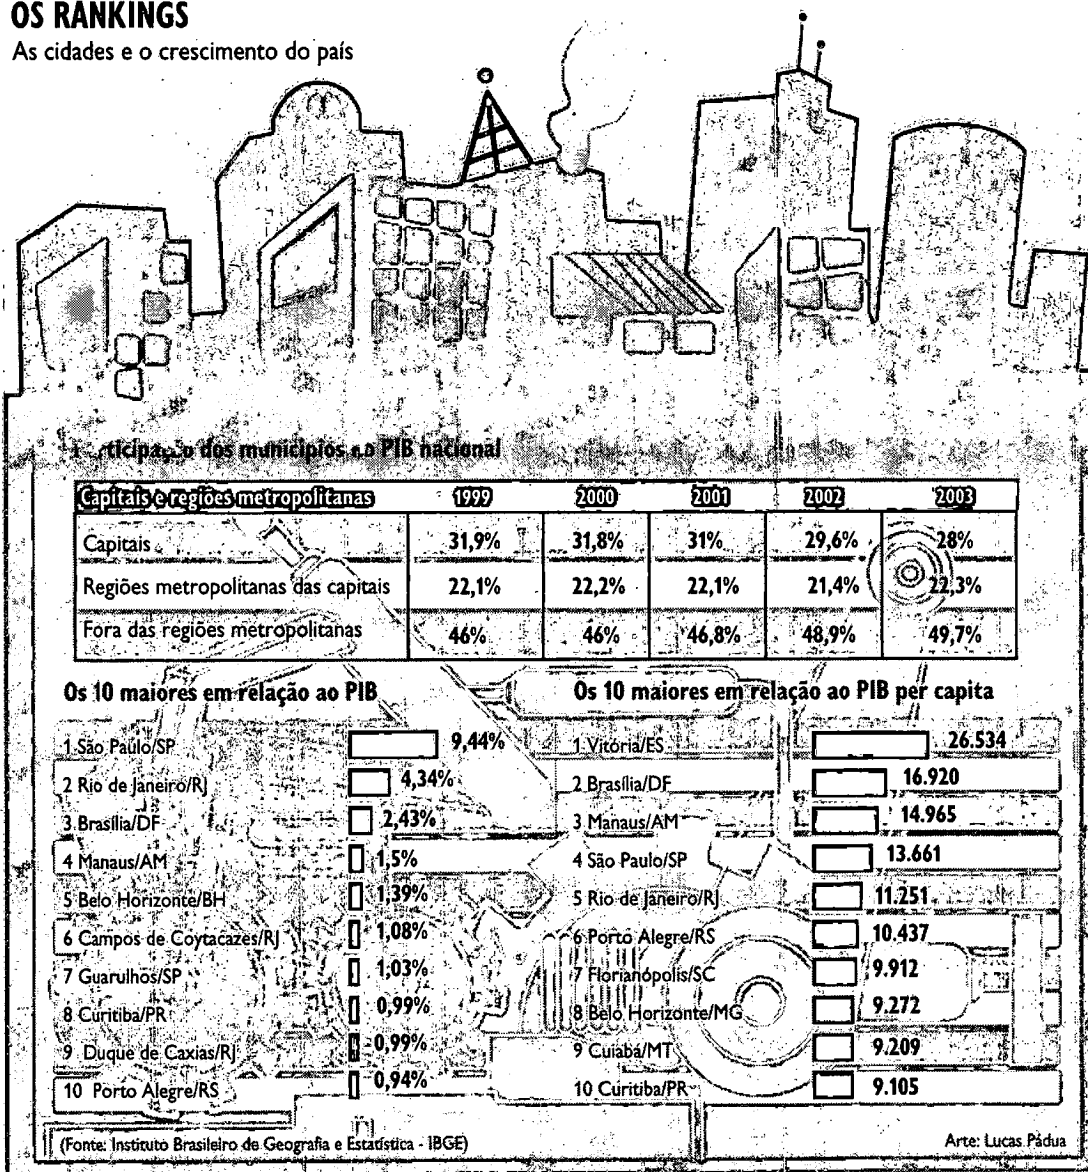 OS RANKINGS
As cidades e o crescimento do país
dos municípios PIB nacional
Capitais e regiões metropolitanas 1999 2000 2001 2002 2003
Capitais 31,9% 31,8% 31% 29,6% 28%
Regiões metropolitanas das capitais 22,1% 22,2% 22,1% 21,4% 22,3%
Fora das regiões metropolitanas 46% 46% 46,8% 48,9% 49,7%
Os 10 maiores em relação ao PIB
1 São Paulo/SP 9,44%
2 Rio de Janeiro/RJ 4,34%
3 Brasília/DF 2,43%
4 Manaus/AM 1,5%
5 Belo Horizonte/BH 1,39%
6 Campos de Coytacazes/RJ 1,08%
7 Guarulhos/SP 1,03%
8 Curitiba/PR 0,99%
9 Duque de Caxias/RJ 0,99%
10 Porto Alegre/RS 0,94%
Os 10 maiores em relação ao PIB per capita
1 Vitória/ES 26.534
2 Brasília/DF 16.920
3 Manaus/AM 14.965
4 São Paulo/SP 13.661
5 Rio de Janeiro/RJ 11.251
6 Porto Alegre/RS 10.437
7 Florianópolis/SC 9.912
8 Belo Horizonte/MG 9.272
9 Cuiabá/MT 9.209
10 Curitiba/PR 9.105
(Fonte: Instituto Brasileiro de Geografia e Estatística - IBGE)
Arte: Lucas Pádua